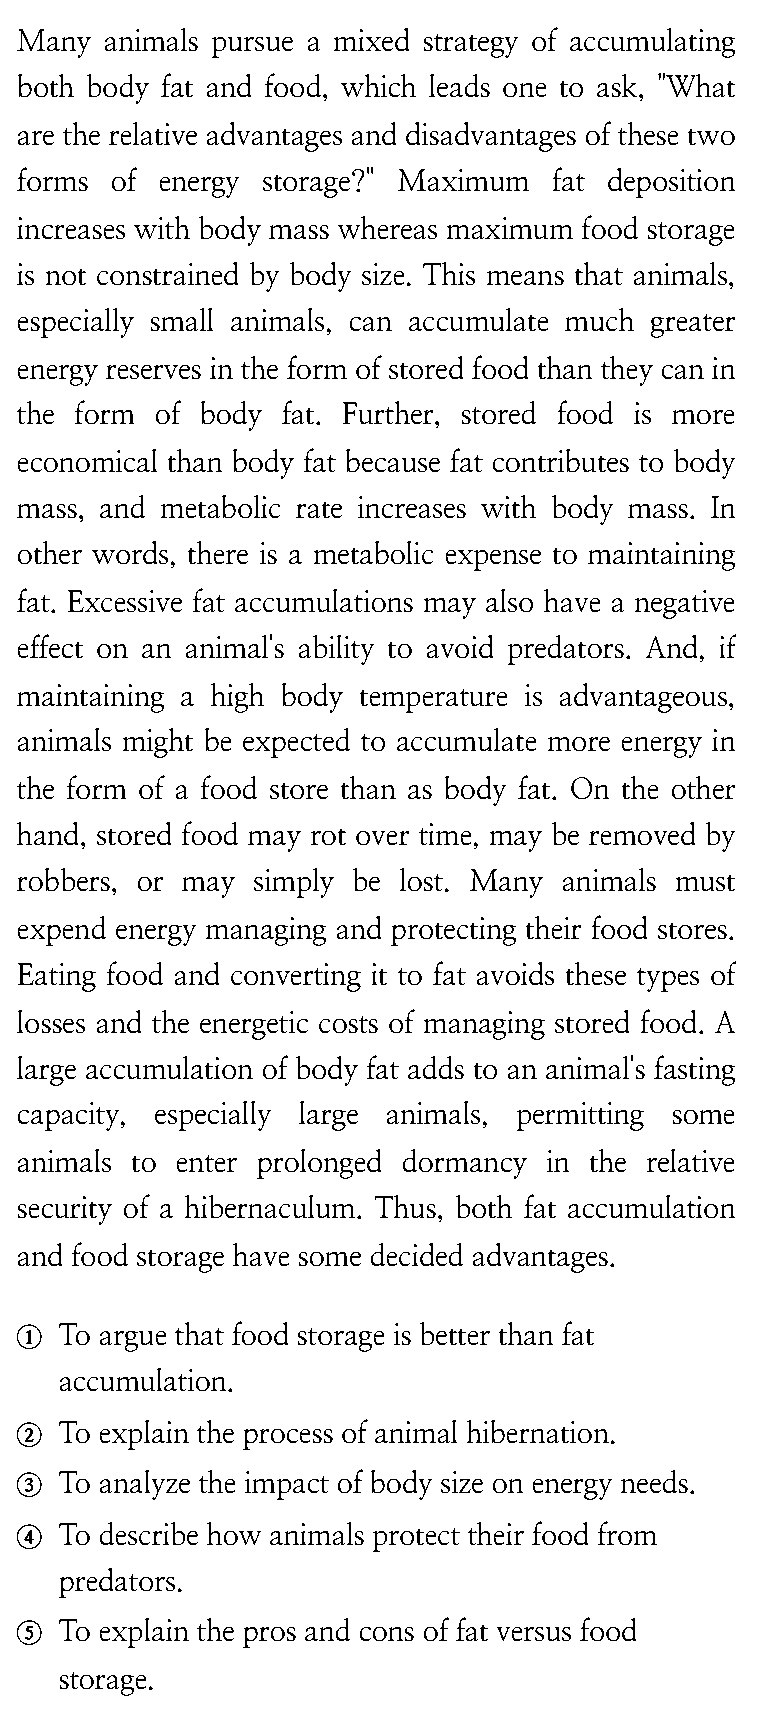 Many animals pursue a mixed strategy of accumulating
both body fat and food, which leads one to ask, "What
are the relative advantages and disadvantages of these two
forms of energy storage?" Maximum fat deposition
increases with body mass whereas maximum food storage
is not constrained by body size. This means that animals,
especially small animals, can accumulate much greater
energy reserves in the form of stored food than they can in
the form of body fat. Further, stored food is more
economical than body fat because fat contributes to body
mass, and metabolic rate increases with body mass. In
other words, there is a metabolic expense to maintaining
fat. Excessive fat accumulations may also have a negative
effect on an animal's ability to avoid predators. And, if
maintaining a high body temperature is advantageous,
animals might be expected to accumulate more energy in
the form of a food store than as body fat. On the other
hand, stored food may rot over time, may be removed by
robbers, or may simply be lost. Many animals must
expend energy managing and protecting their food stores.
Eating food and converting it to fat avoids these types of
losses and the energetic costs of managing stored food. A
large accumulation of body fat adds to an animal's fasting
capacity, especially large animals, permitting some
animals to enter prolonged dormancy in the relative
security of a hibernaculum. Thus, both fat accumulation
and food storage have some decided advantages.
① To argue that food storage is better than fat
accumulation.
② To explain the process of animal hibernation.
③ To analyze the impact of body size on energy needs.
④ To describe how animals protect their food from
predators.
⑤ To explain the pros and cons of fat versus food
storage.